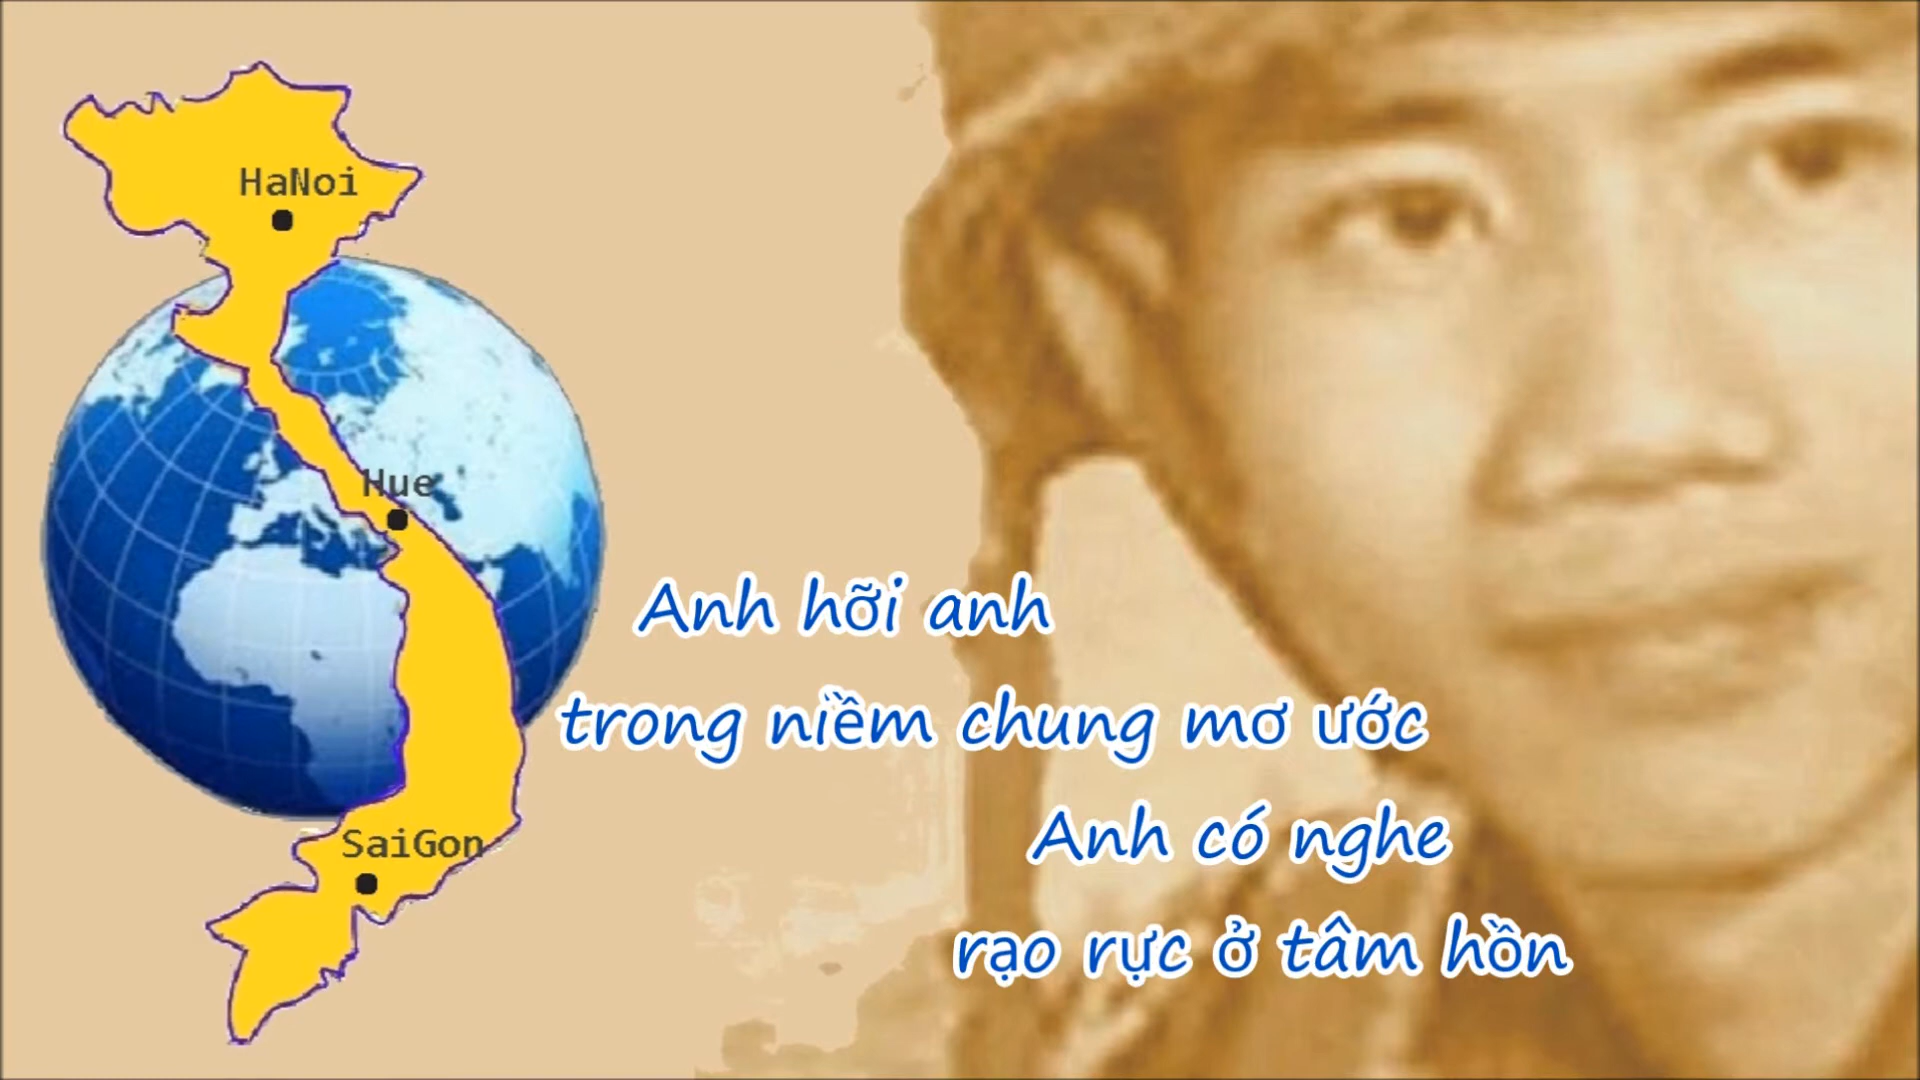 HaNoi
Hue
SaiGon
Anh hỡi anh
trong niềm chung mơ ước
Anh có nghe
rạo rực ở tâm hồn